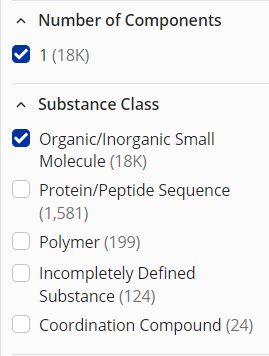 Number of Components
1 (18K)
Substance Class
Organic/Inorganic Small
Molecule (18K)
Protein/Peptide Sequence
(1,581)
Polymer (199)
Incompletely Defined
Substance (124)
Coordination Compound (24)